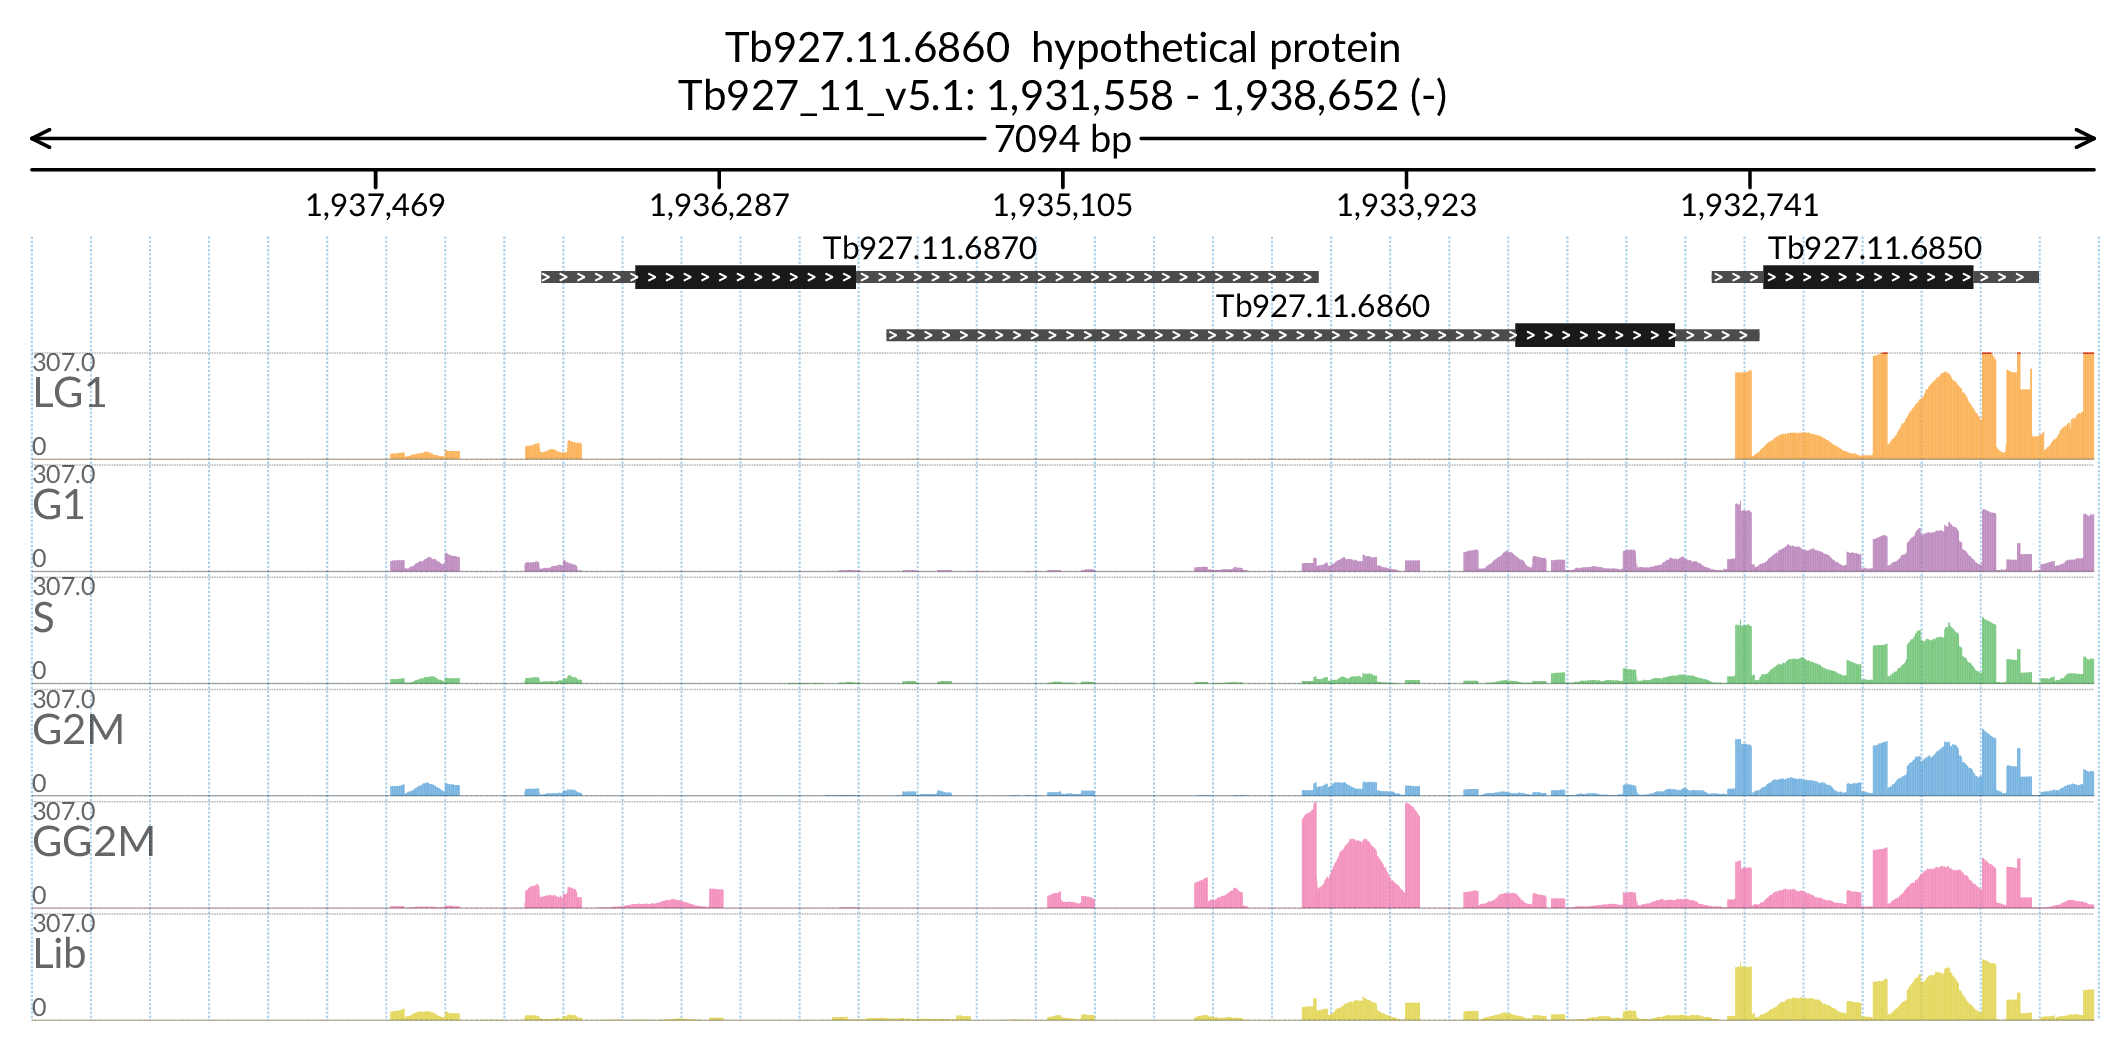 Tb927.11.6860 hypothetical protein
Tb927_11_v5.1: 1,931,558 - 1,938,652 (-)
7094 bp
1,937,469 1,936,287 1,935,105 1,933,923 1,932,741
Tb927.11.6870 Tb927.11.6850
Tb927.11.6860
307.0
LG1
0
307.0
G1
0
307.0
S
0
307.0
G2M
0
307.0
GG2M
0
307.0
Lib
0